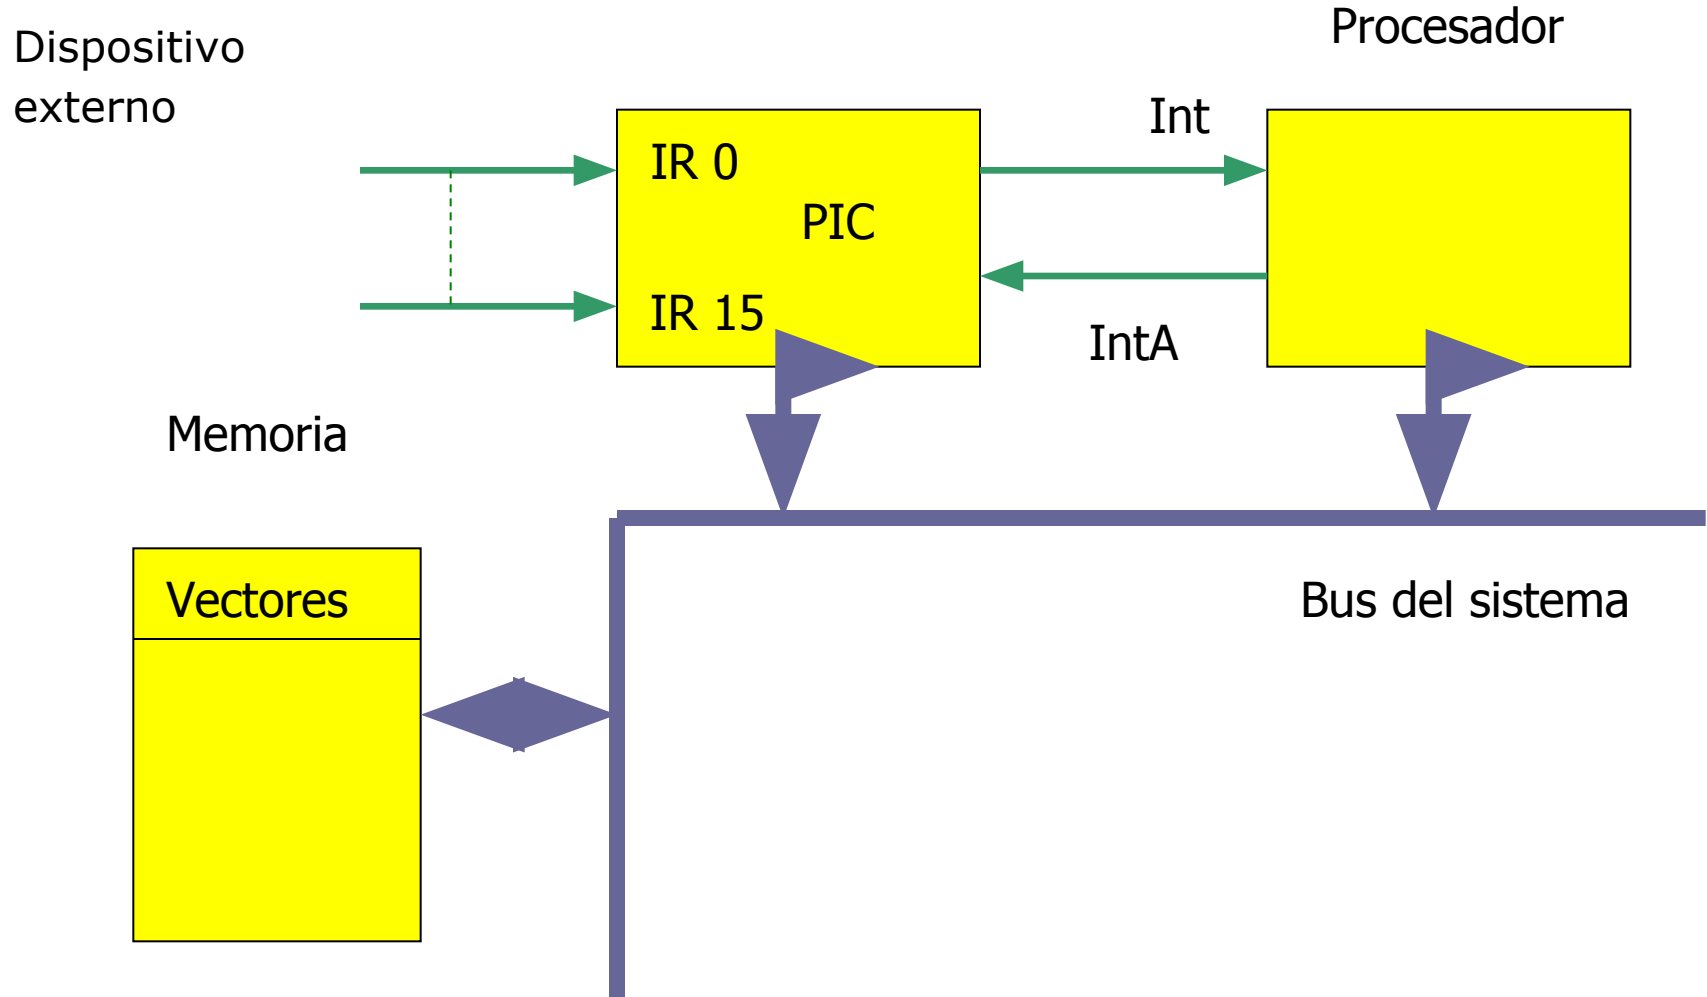 Dispositivo
externo
Procesador
Int
IR 0
PIC
IR 15
IntA
Memoria
Vectores
Bus del sistema